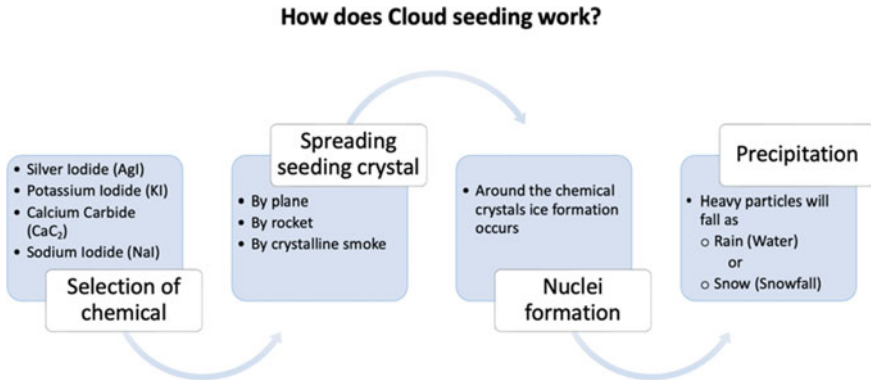 How does Cloud seeding work?
• Silver Iodide (AgI)
• Potassium Iodide (KI)
• Calcium Carbide
(CaC₂)
• Sodium Iodide (NaI)
Selection of
chemical
Spreading
seeding crystal
• By plane
• By rocket
• By crystalline smoke
• Around the chemical
crystals ice formation
occurs
Nuclei
formation
Precipitation
• Heavy particles will
fall as
o Rain (Water)
or
o Snow (Snowfall)